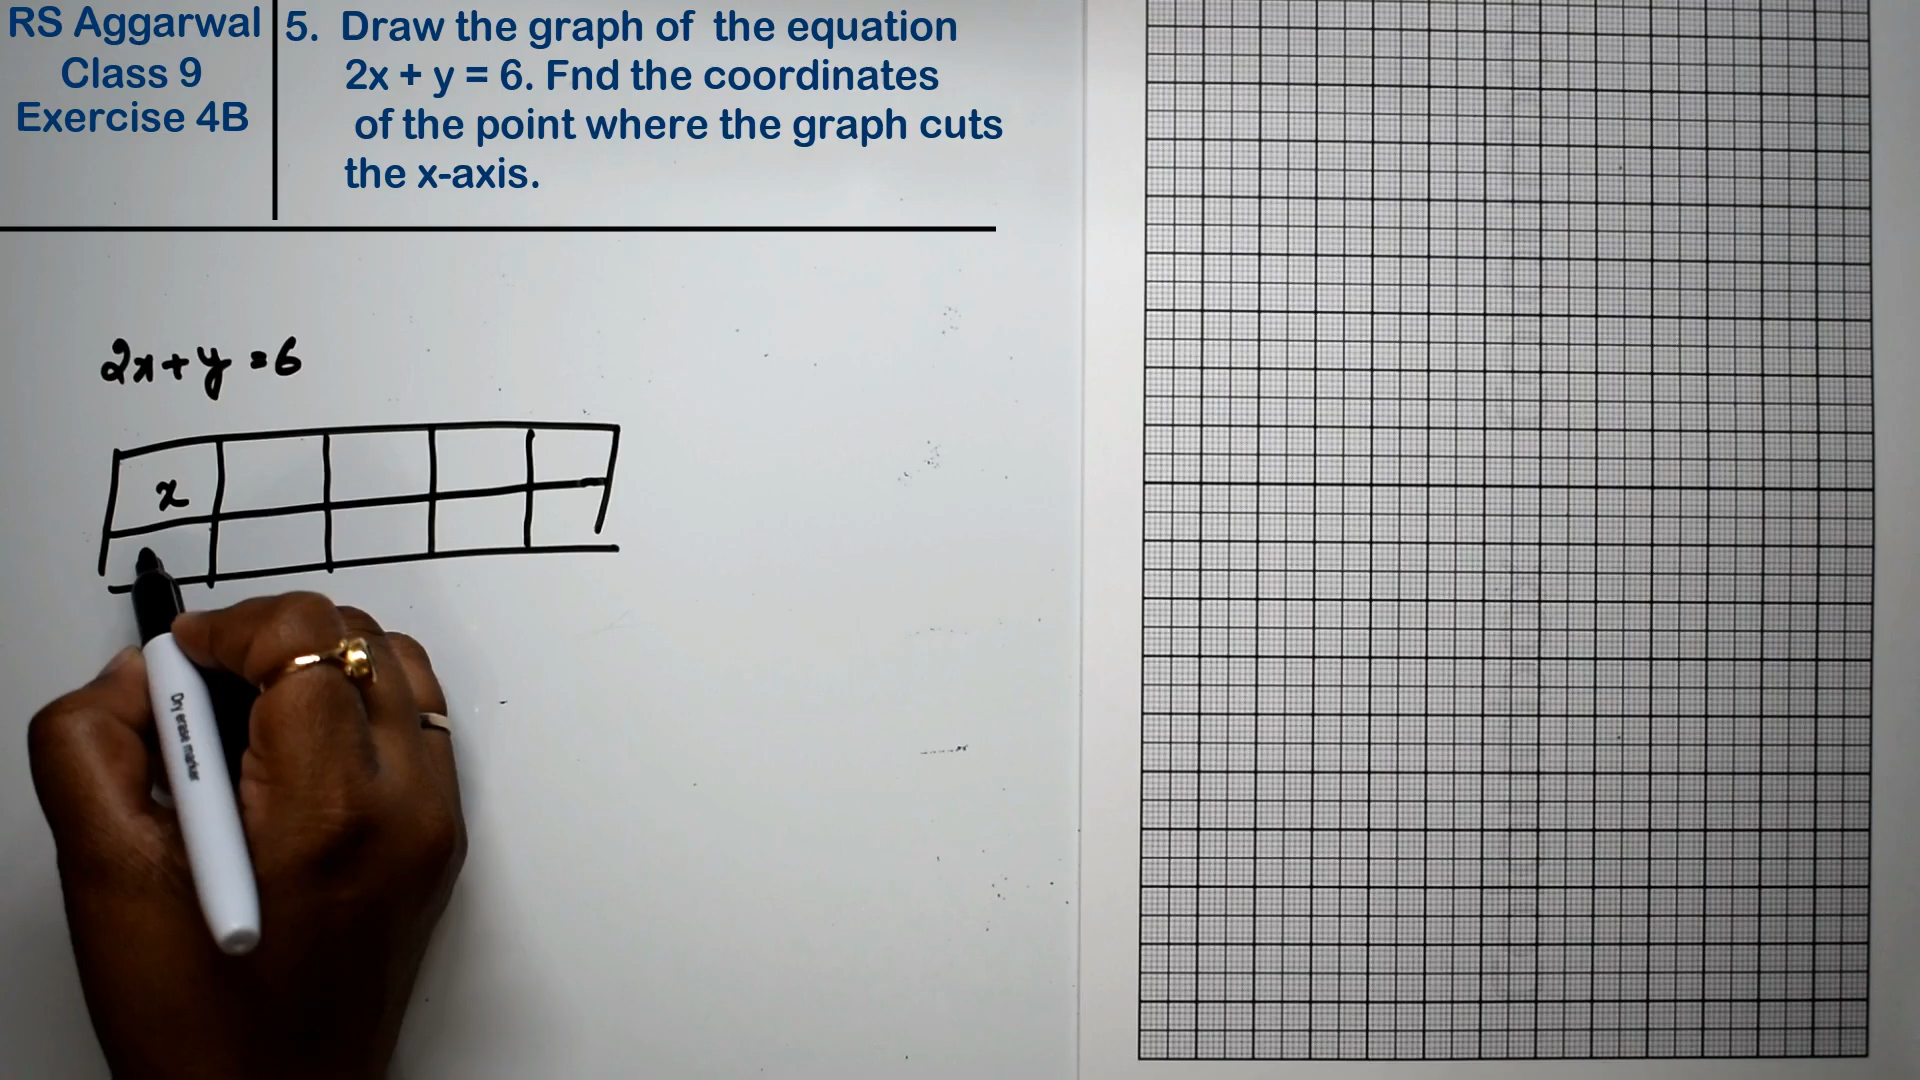 RS Aggarwal
Class 9
Exercise 4B
5. Draw the graph of the equation
2x + y = 6. Fnd the coordinates
of the point where the graph cuts
the x-axis.
2x+y = 6
x
Dry erase marker